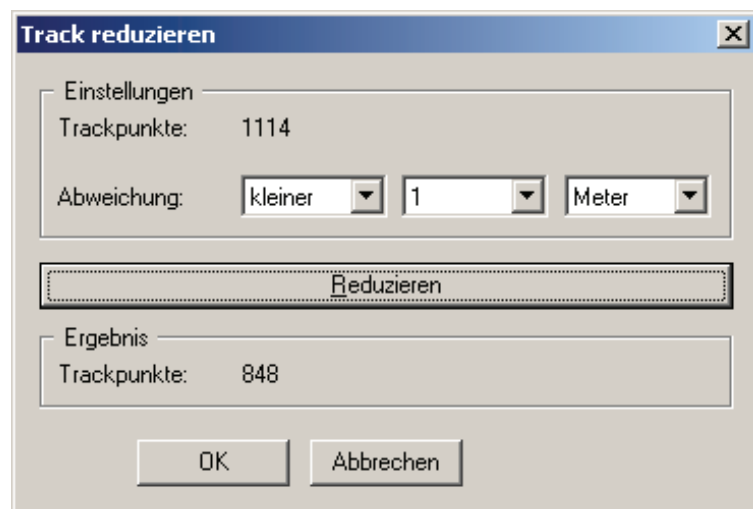 Track reduzieren
Einstellungen
Trackpunkte: 1114
Abweichung: kleiner 1 Meter
Reduzieren
Ergebnis
Trackpunkte: 848
OK Abbrechen